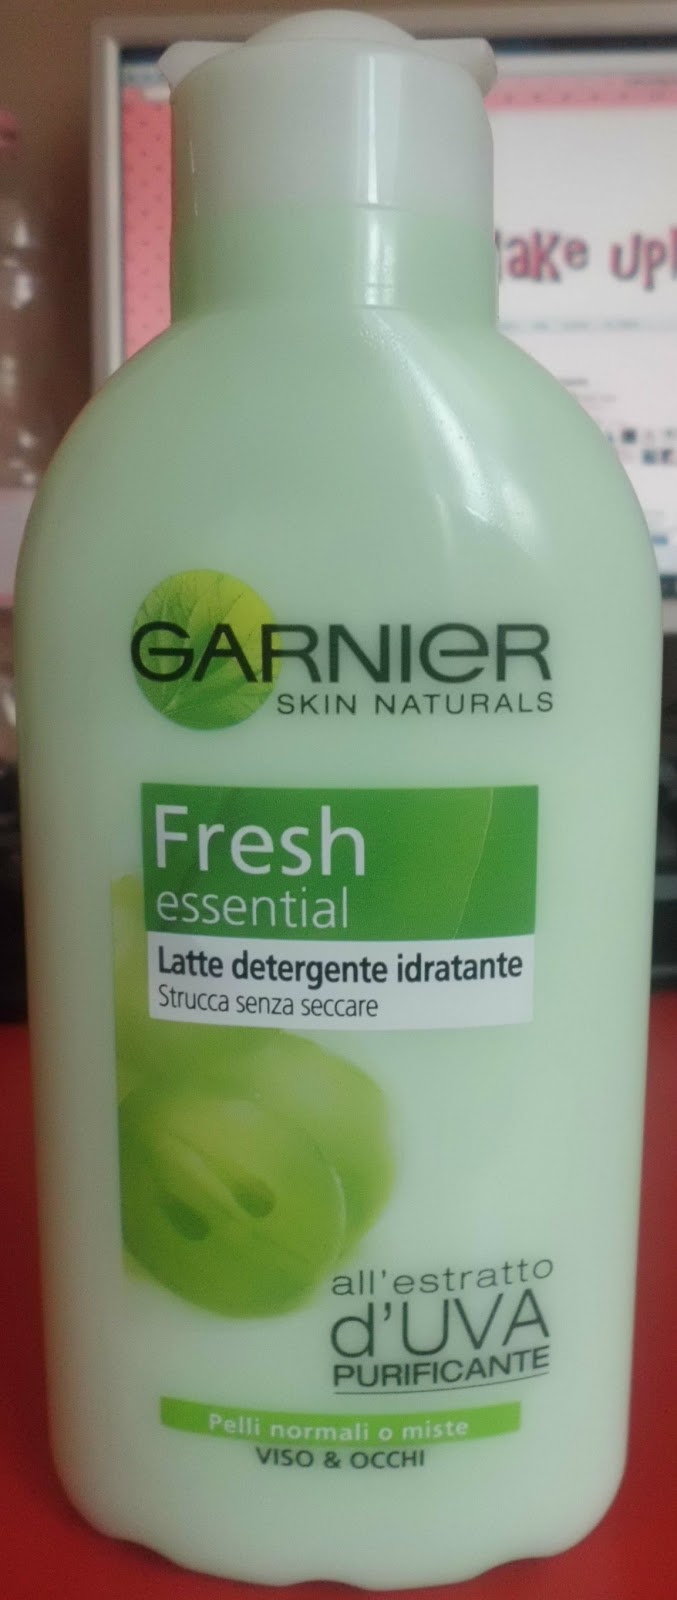 GARNIER
SKIN NATURALS
Fresh
essential
Latte detergente idratante
Strucca senza seccare
all'estratto
d'UVA
PURIFICANTE
Pelli normali o miste
VISO & OCCHI